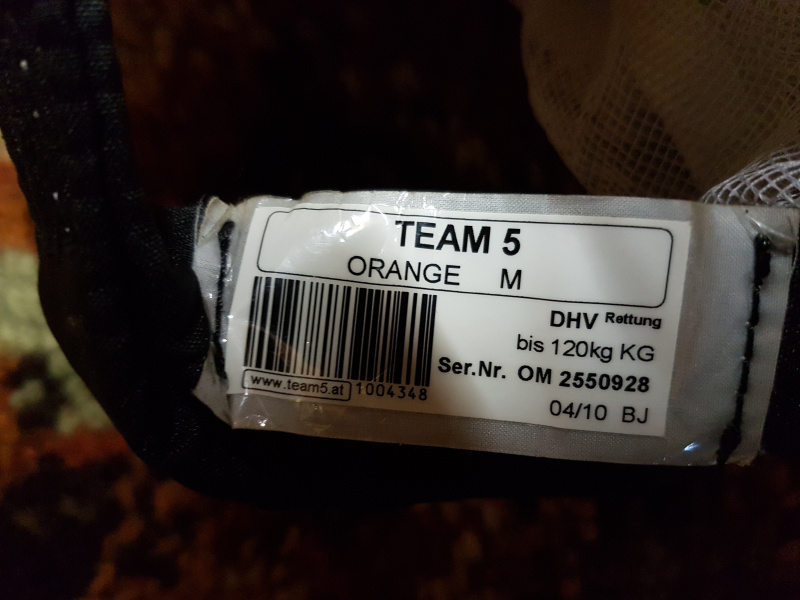 TEAM 5
ORANGE M
DHV Rettung
bis 120kg KG
Ser.Nr. OM 2550928
www.team5.at 1004348
04/10 BJ